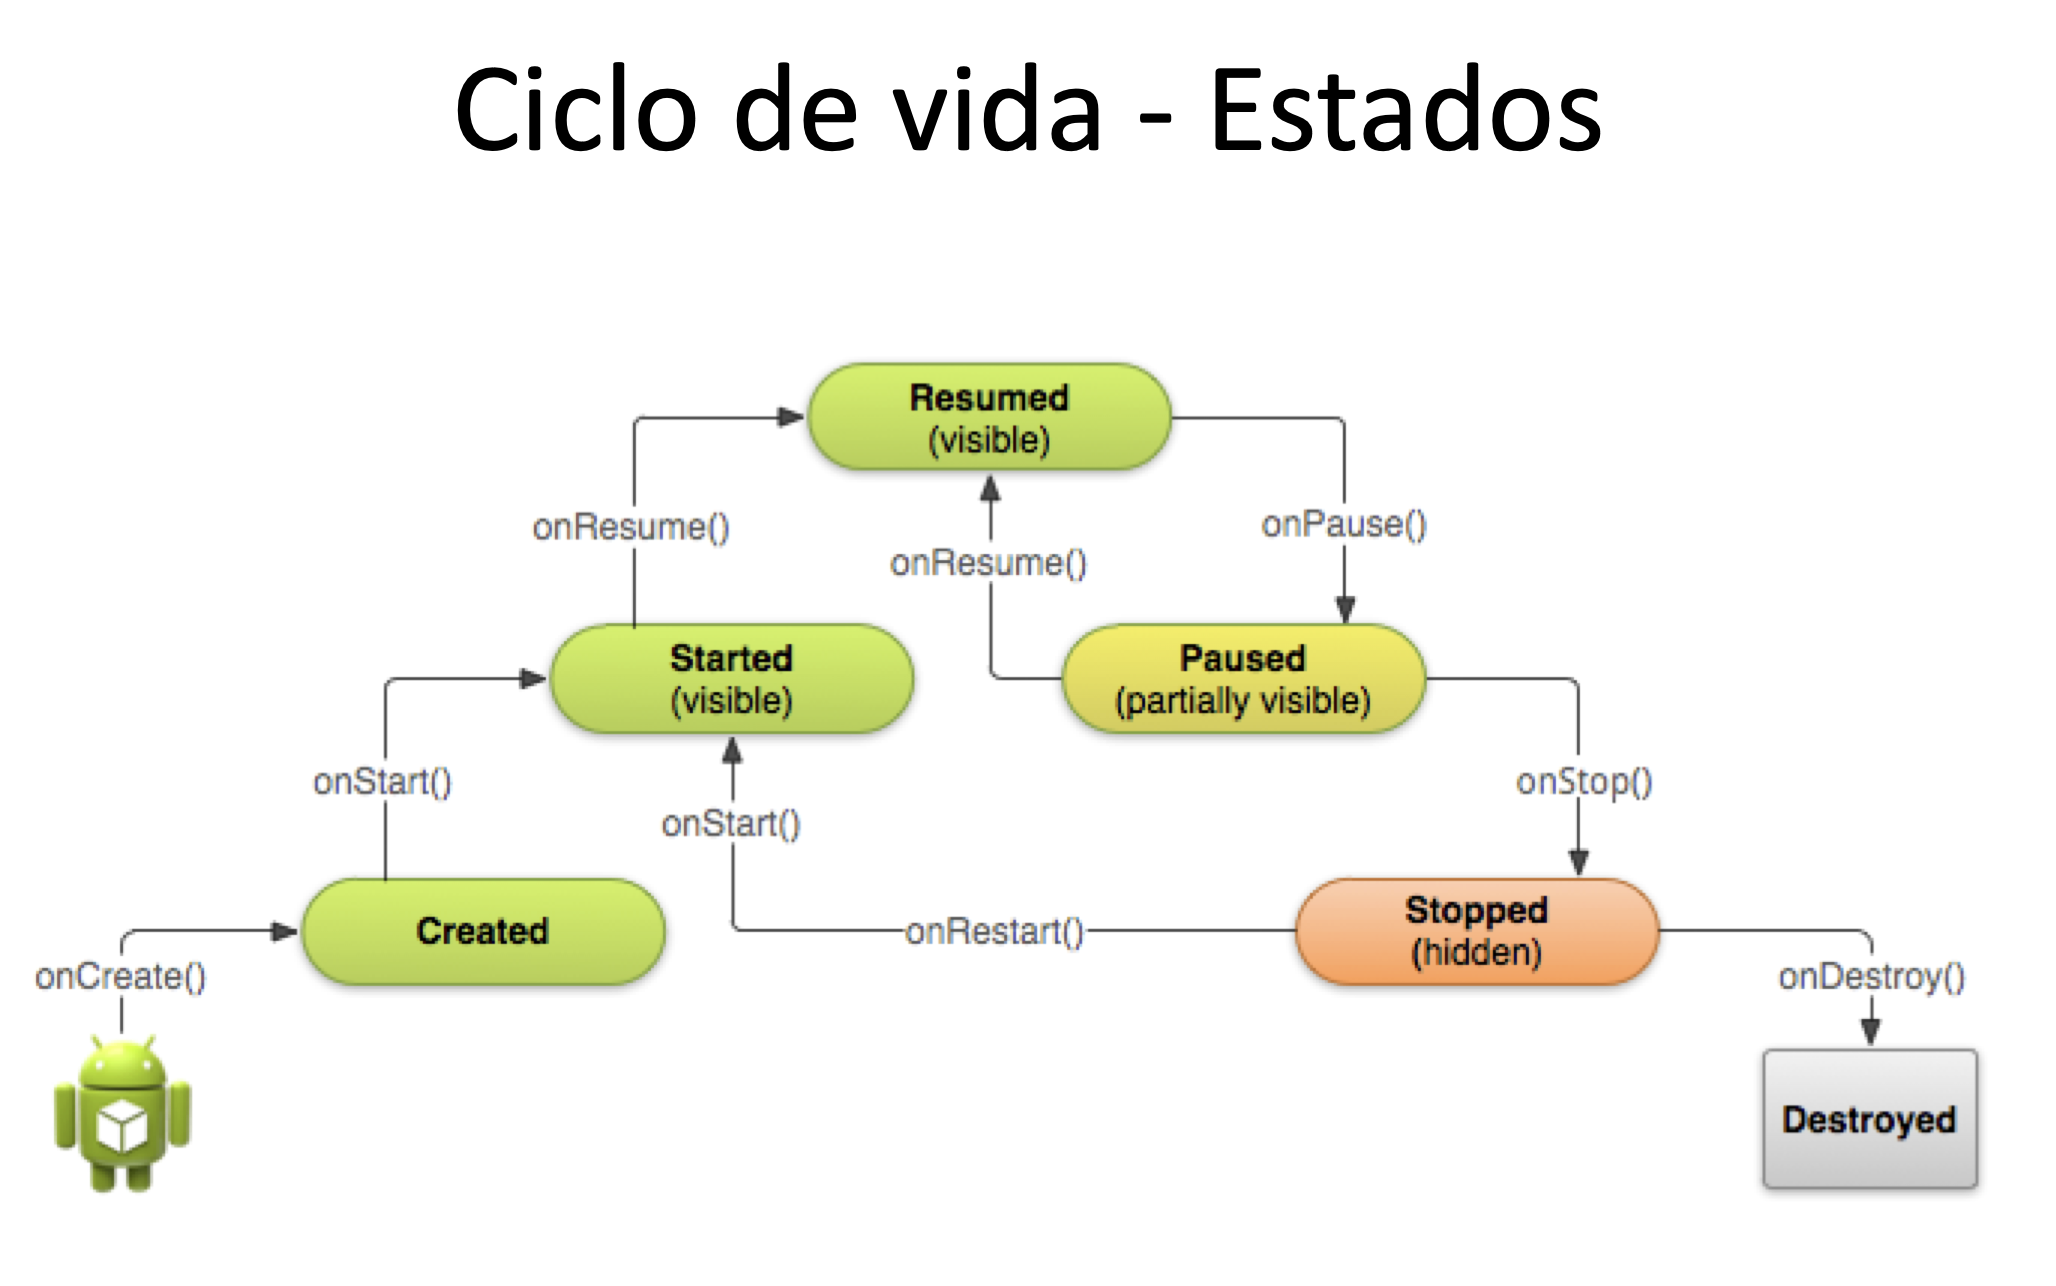 Ciclo de vida - Estados
Resumed
(visible)
onResume()
onPause()
onResume()
Started
(visible)
Paused
(partially visible)
onStart()
onStop()
onStart()
Created
onRestart()
Stopped
(hidden)
onCreate()
onDestroy()
Destroyed